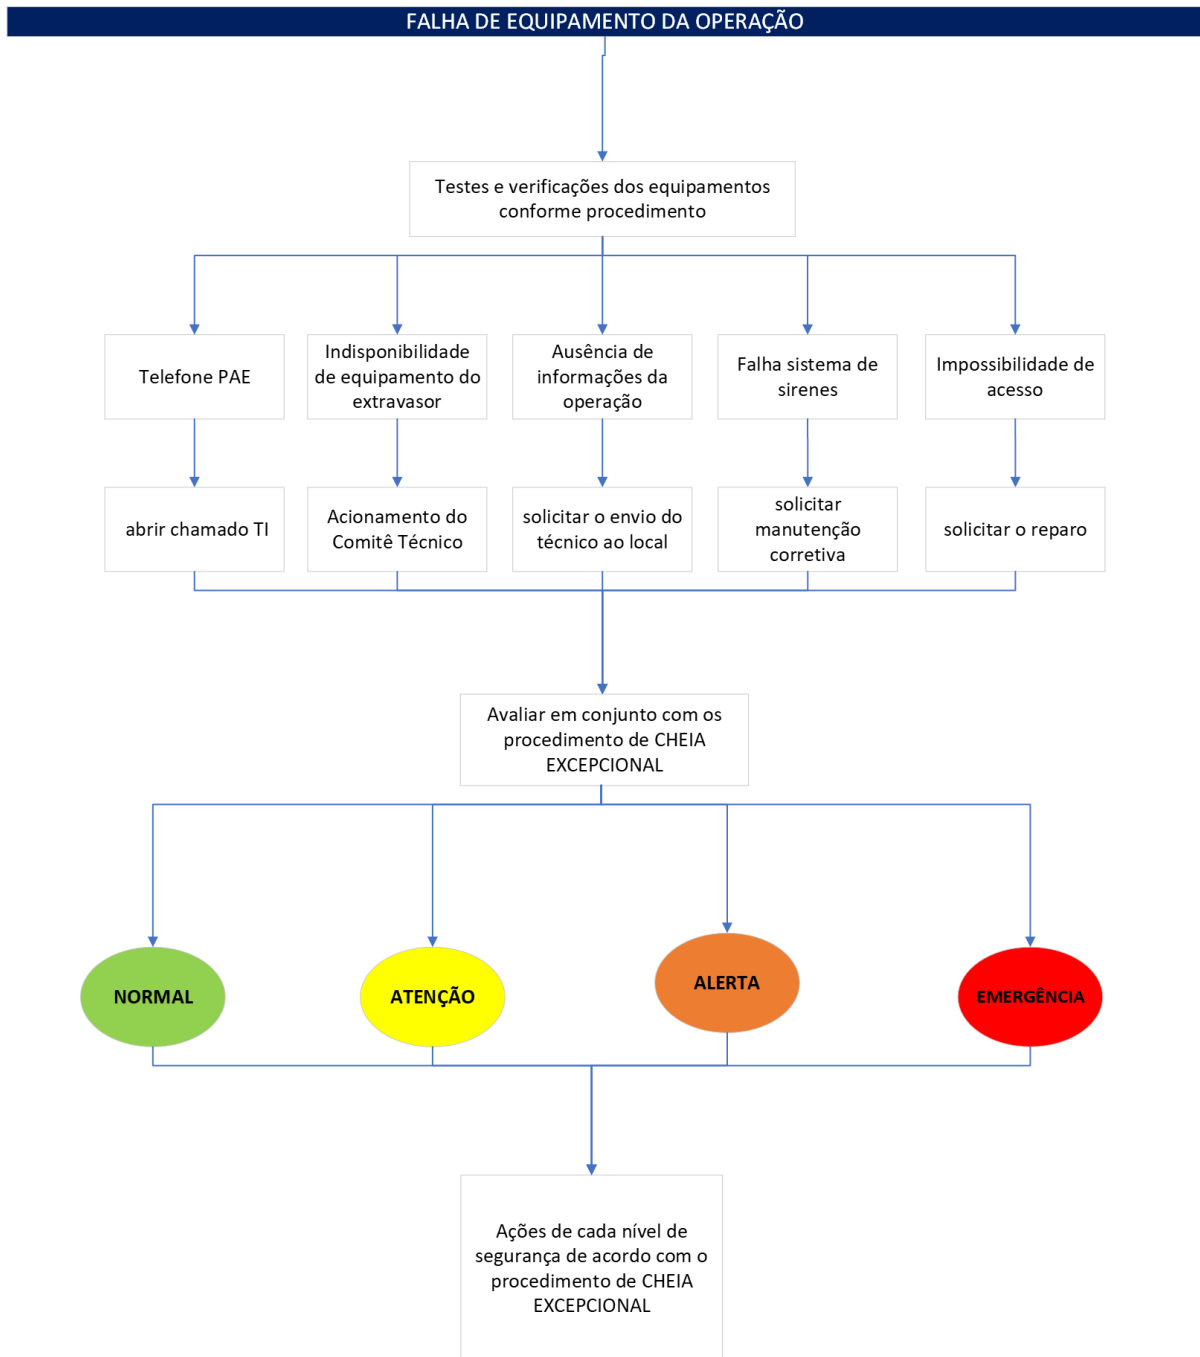 FALHA DE EQUIPAMENTO DA OPERAÇÃO
Testes e verificações dos equipamentos
conforme procedimento
Telefone PAE
Indisponibilidade
de equipamento do
extravasor
Ausência de
informações da
operação
Falha sistema de
sirenes
Impossibilidade de
acesso
abrir chamado TI
Acionamento do
Comitê Técnico
solicitar o envio do
técnico ao local
solicitar
manutenção
corretiva
solicitar o reparo
Avaliar em conjunto com os
procedimento de CHEIA
EXCEPCIONAL
NORMAL
ATENÇÃO
ALERTA
EMERGÊNCIA
Ações de cada nível de
segurança de acordo com o
procedimento de CHEIA
EXCEPCIONAL